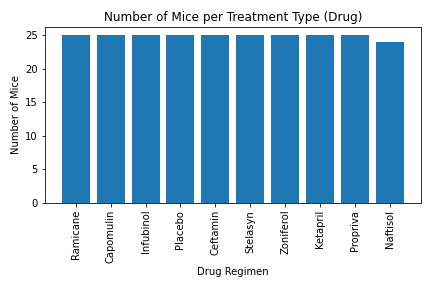 Number of Mice per Treatment Type (Drug)
25
20
15
10
5
0
Number of Mice
Ramicane
Capomulin
Infubinol
Placebo
Ceftamin
Stelasyn
Zoniferol
Ketapril
Propriva
Naftisol
Drug Regimen